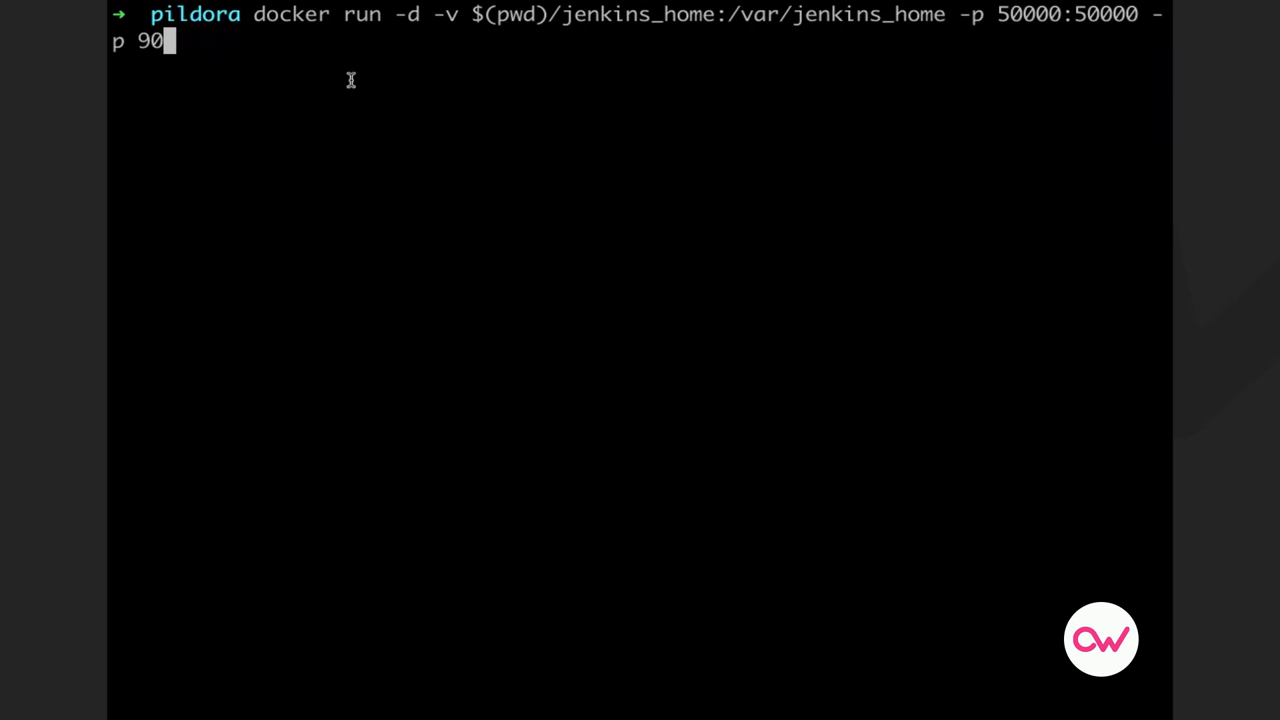 ➜ pildora docker run -d -v $(pwd)/jenkins_home:/var/jenkins_home -p 50000:50000 -
p 90